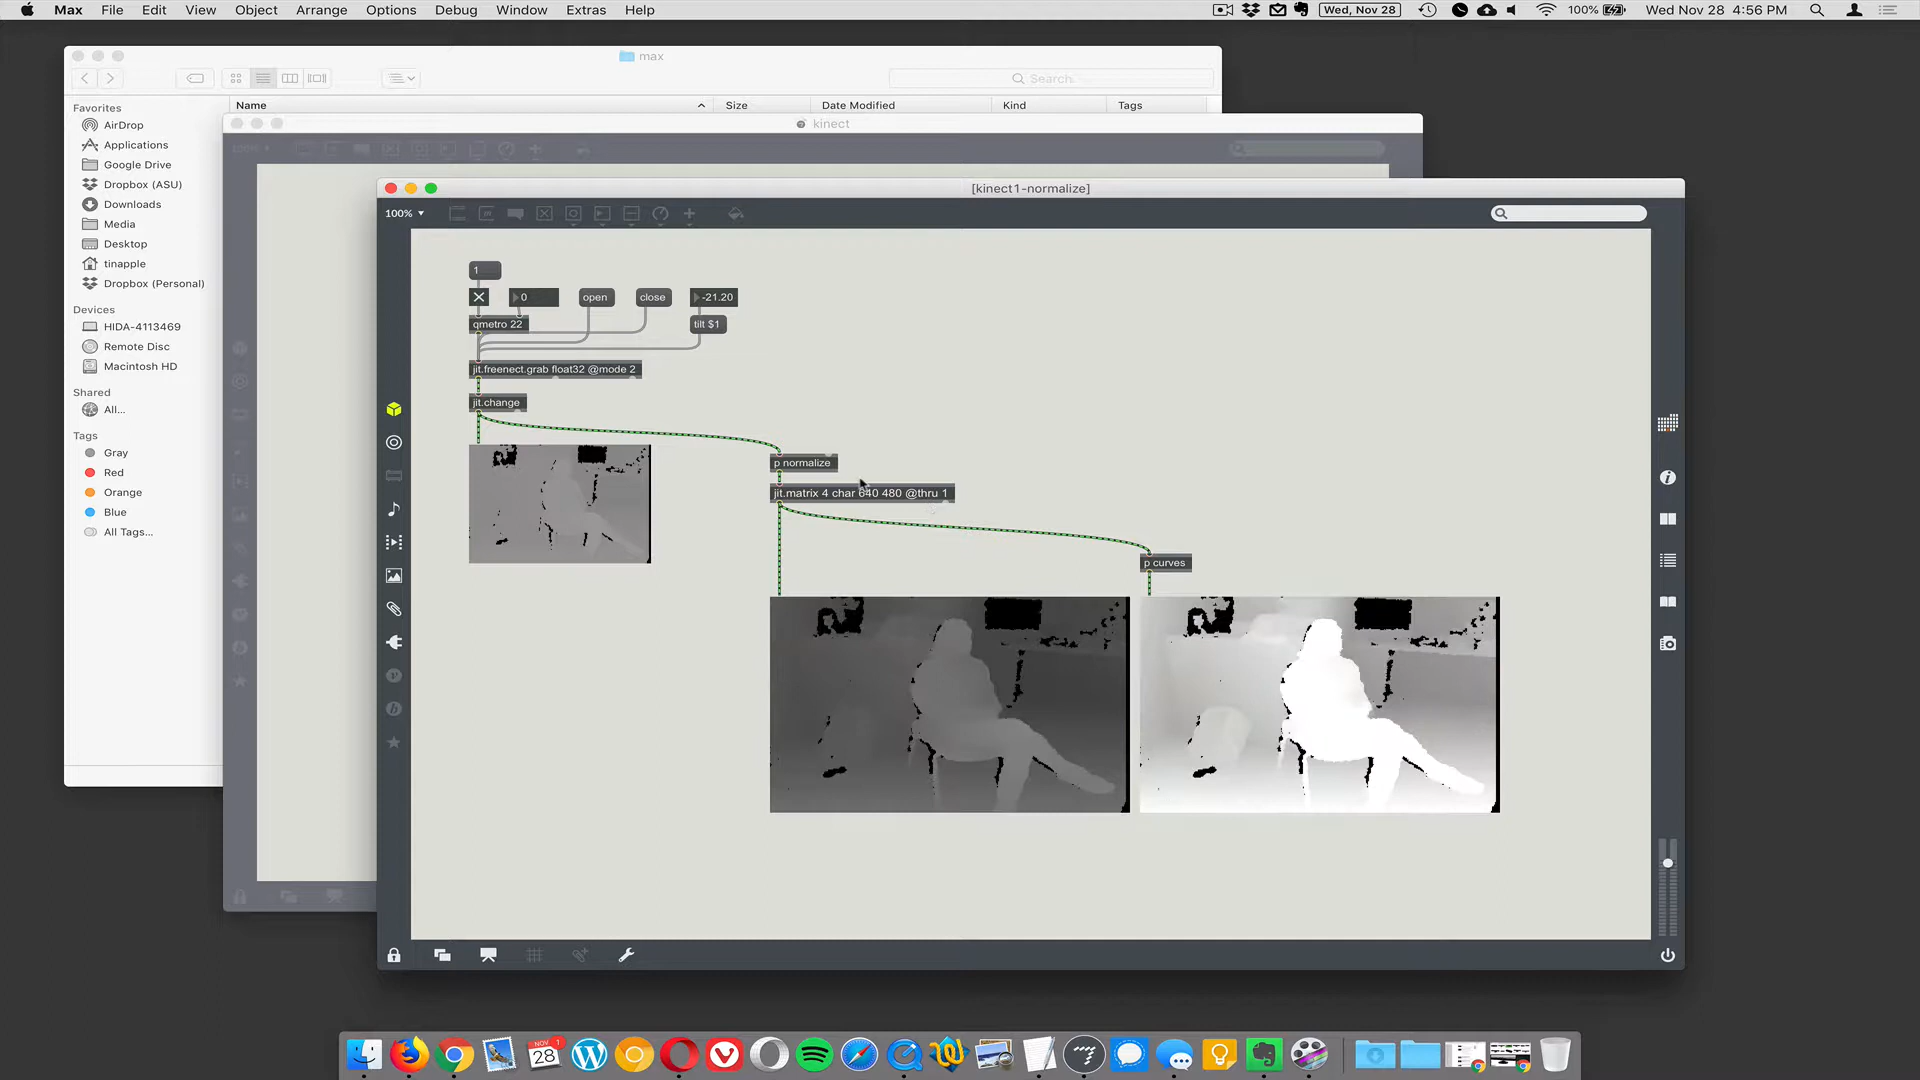 Max File Edit View Object Arrange Options Debug Window Extras Help
Wed, Nov 28
100%
Wed Nov 28 4:56 PM
max
Search
Favorites
AirDrop
Applications
Google Drive
Dropbox (ASU)
Downloads
Media
Desktop
tinapple
Dropbox (Personal)
Devices
HIDA-4113469
Remote Disc
Macintosh HD
Shared
All...
Tags
Gray
Red
Orange
Blue
All Tags...
Name Size Date Modified Kind Tags
kinect
100%
[kinect1-normalize]
100%
1
0 open close -21.20
qmetro 22 tilt $1
jit.freenect.grab float32 @mode 2
jit.change
p normalize
jit.matrix 4 char 640 480 @thru 1
p curves
NOV 1
28